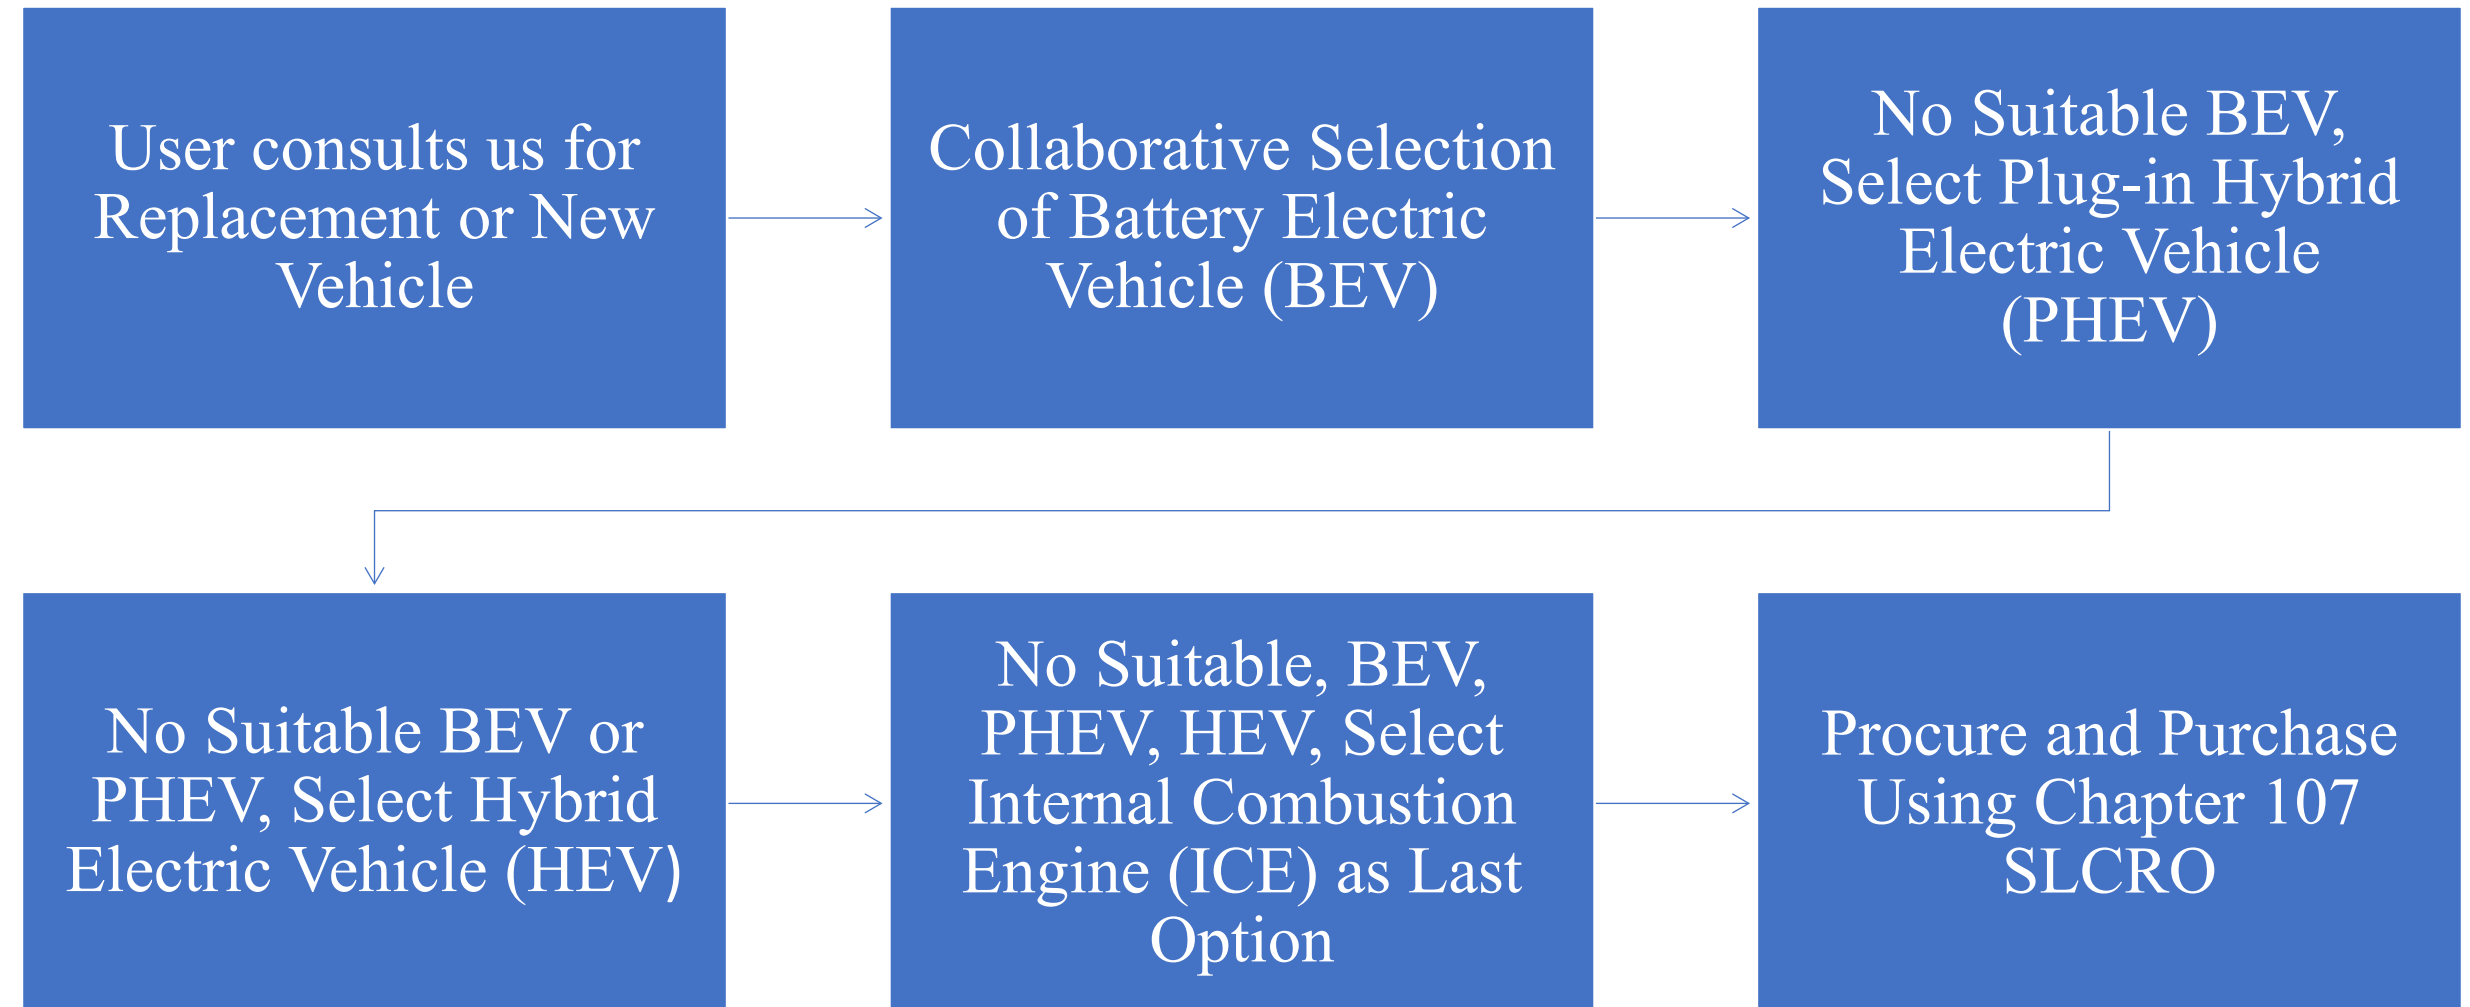 User consults us for
Replacement or New
Vehicle
Collaborative Selection
of Battery Electric
Vehicle (BEV)
No Suitable BEV,
Select Plug-in Hybrid
Electric Vehicle
(PHEV)
No Suitable BEV or
PHEV, Select Hybrid
Electric Vehicle (HEV)
No Suitable, BEV,
PHEV, HEV, Select
Internal Combustion
Engine (ICE) as Last
Option
Procure and Purchase
Using Chapter 107
SLCRO